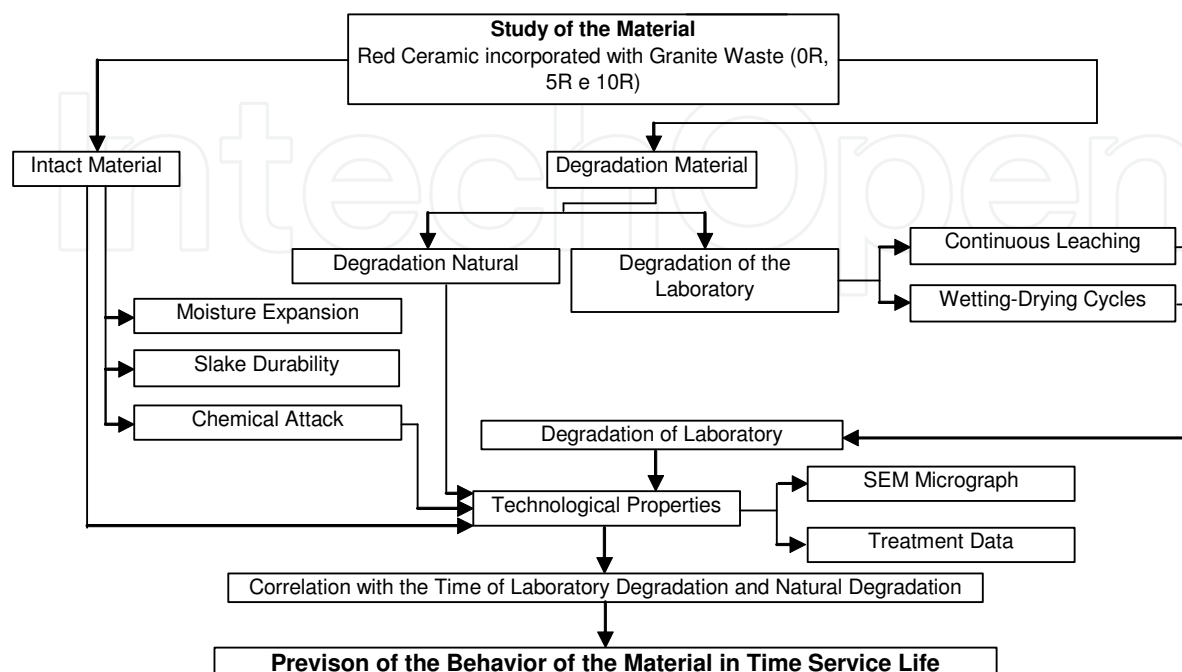 Study of the Material
Red Ceramic incorporated with Granite Waste (0R,
5R e 10R)
IntechOpen
Intact Material
Degradation Material
Degradation Natural
Degradation of the
Laboratory
Continuous Leaching
Wetting-Drying Cycles
Moisture Expansion
Slake Durability
Chemical Attack
Degradation of Laboratory
Technological Properties
SEM Micrograph
Treatment Data
Correlation with the Time of Laboratory Degradation and Natural Degradation
Previson of the Behavior of the Material in Time Service Life